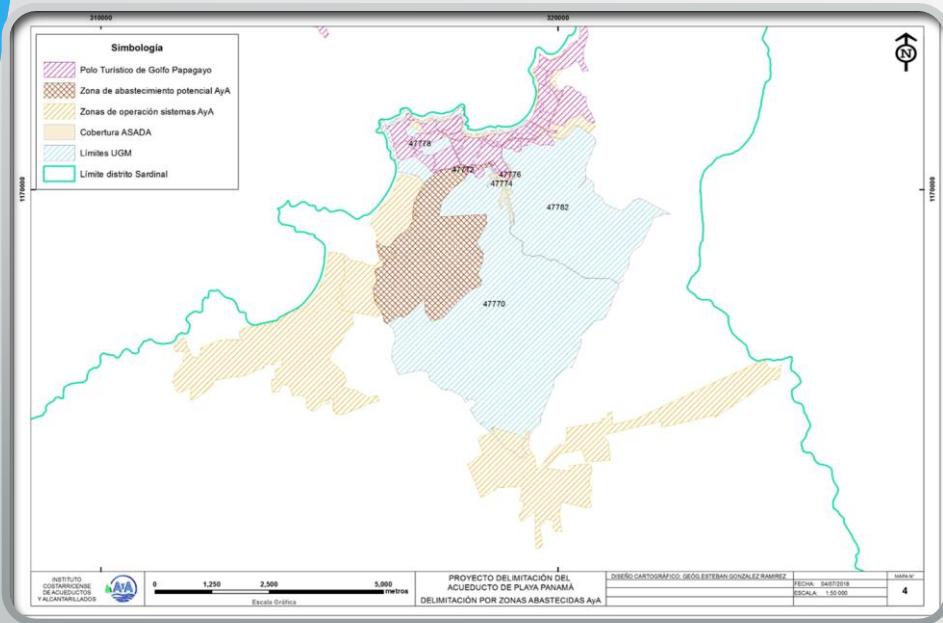 310000
320000
Simbología
Polo Turístico de Golfo Papagayo
Zona de abastecimiento potencial AyA
Zonas de operación sistemas AyA
Cobertura ASADA
Límites UGM
Límite distrito Sardinal
N
1170000
1170000
47778
47772
47776
47774
47782
47770
INSTITUTO
COSTARRICENSE
DE ACUEDUCTOS
Y ALCANTARILLADOS
AyA
0 1,250 2,500 5,000
metros
Escala Gráfica
PROYECTO DELIMITACIÓN DEL
ACUEDUCTO DE PLAYA PANAMÁ
DELIMITACIÓN POR ZONAS ABASTECIDAS AyA
DISEÑO CARTOGRÁFICO: GEÓG.ESTEBAN GONZALEZ RAMIREZ
FECHA: 04/07/2018
ESCALA: 1:50 000
MAPA N°
4